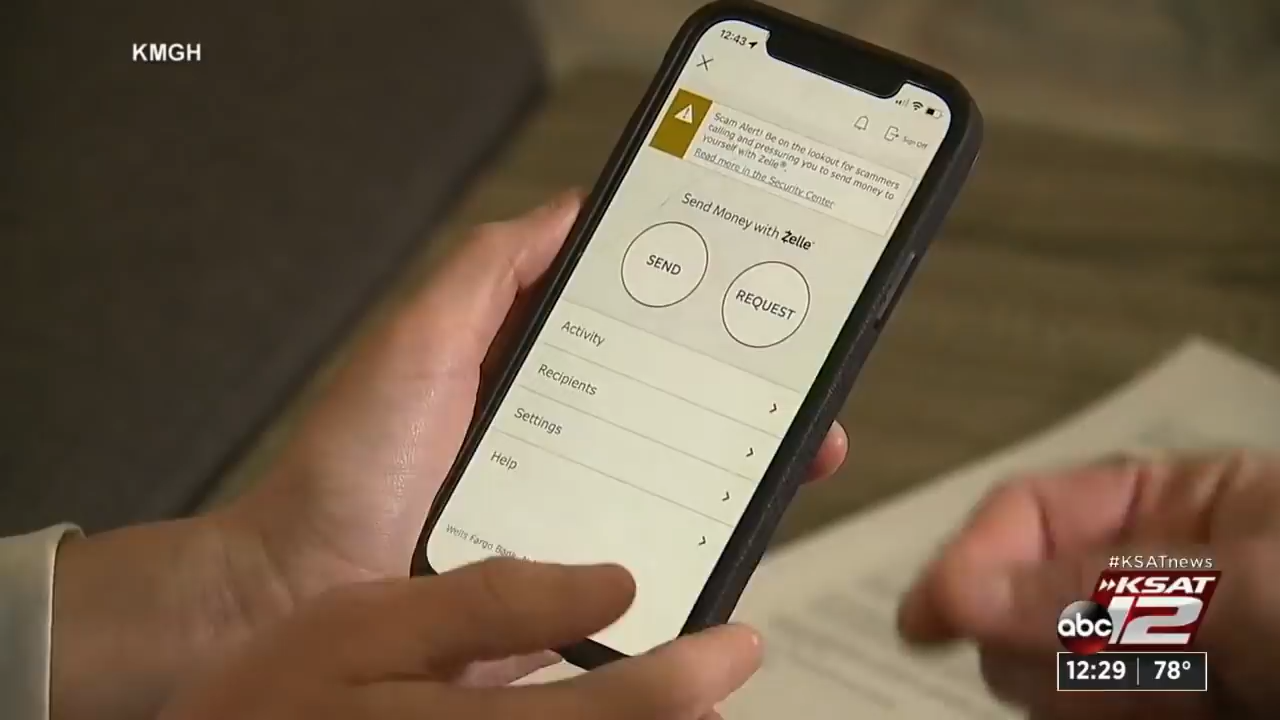 KMGH
12:43
Sign Off
Scam Alert! Be on the lookout for scammers
calling and pressuring you to send money to
yourself with Zelle®.
Read more in the Security Center
Send Money with Zelle®
SEND
REQUEST
Activity
Recipients
Settings
Help
Wells Fargo Bank
#KSATnews
KSAT
abc 12
12:29 78°